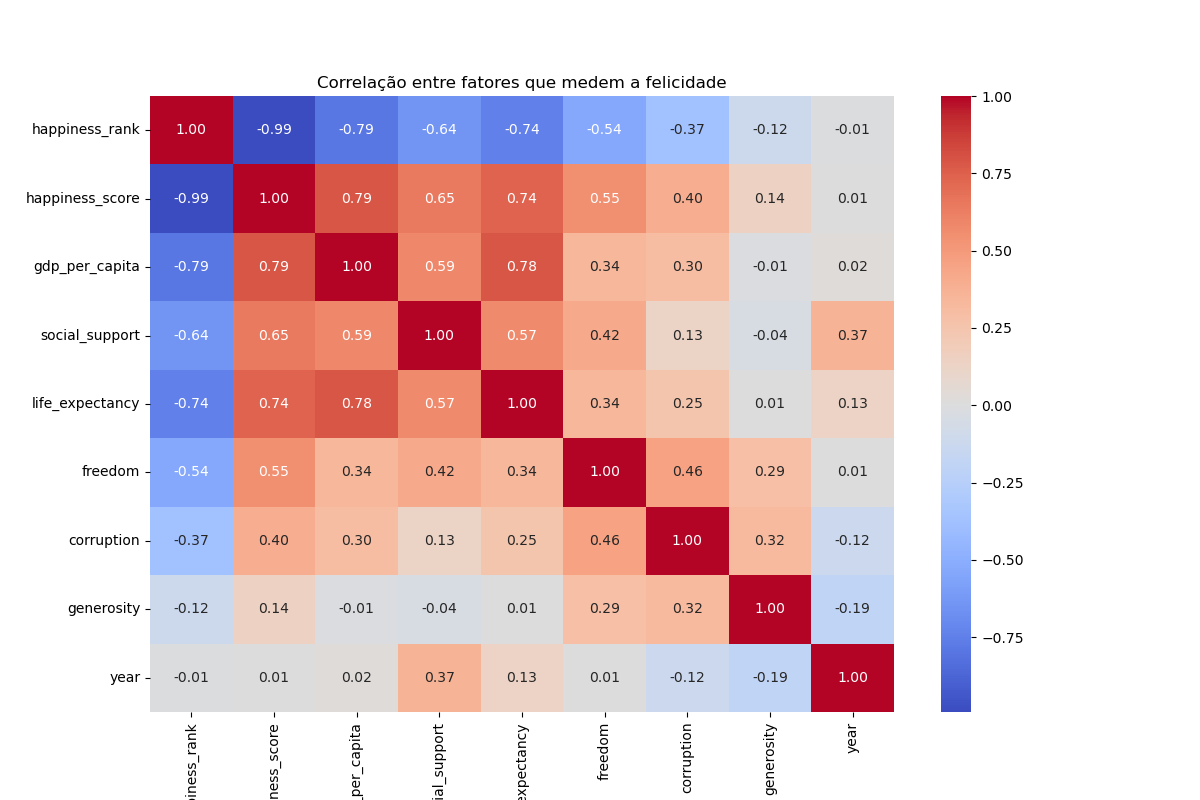 Correlação entre fatores que medem a felicidade
happiness_rank 1.00 -0.99 -0.79 -0.64 -0.74 -0.54 -0.37 -0.12 -0.01
happiness_score -0.99 1.00 0.79 0.65 0.74 0.55 0.40 0.14 0.01
gdp_per_capita -0.79 0.79 1.00 0.59 0.78 0.34 0.30 -0.01 0.02
social_support -0.64 0.65 0.59 1.00 0.57 0.42 0.13 -0.04 0.37
life_expectancy -0.74 0.74 0.78 0.57 1.00 0.34 0.25 0.01 0.13
freedom -0.54 0.55 0.34 0.42 0.34 1.00 0.46 0.29 0.01
corruption -0.37 0.40 0.30 0.13 0.25 0.46 1.00 0.32 -0.12
generosity -0.12 0.14 -0.01 -0.04 0.01 0.29 0.32 1.00 -0.19
year -0.01 0.01 0.02 0.37 0.13 0.01 -0.12 -0.19 1.00
piness_rank
ness_score
_per_capita
ial_support
expectancy
freedom
corruption
generosity
year
1.00
0.75
0.50
0.25
0.00
−0.25
−0.50
−0.75